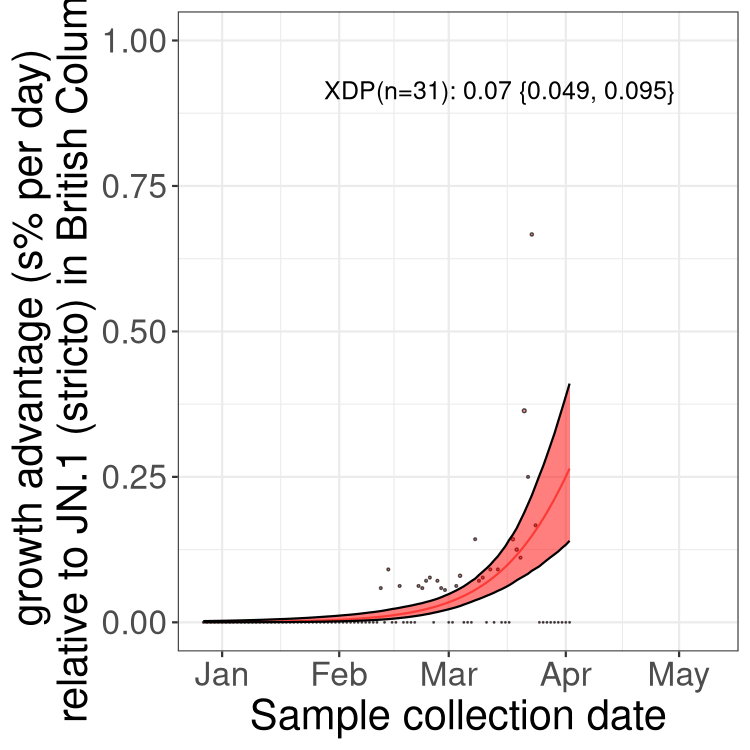 growth advantage (s% per day)
relative to JN.1 (stricto) in British Colum
1.00
0.75
0.50
0.25
0.00
XDP(n=31): 0.07 {0.049, 0.095}
Jan Feb Mar Apr May
Sample collection date